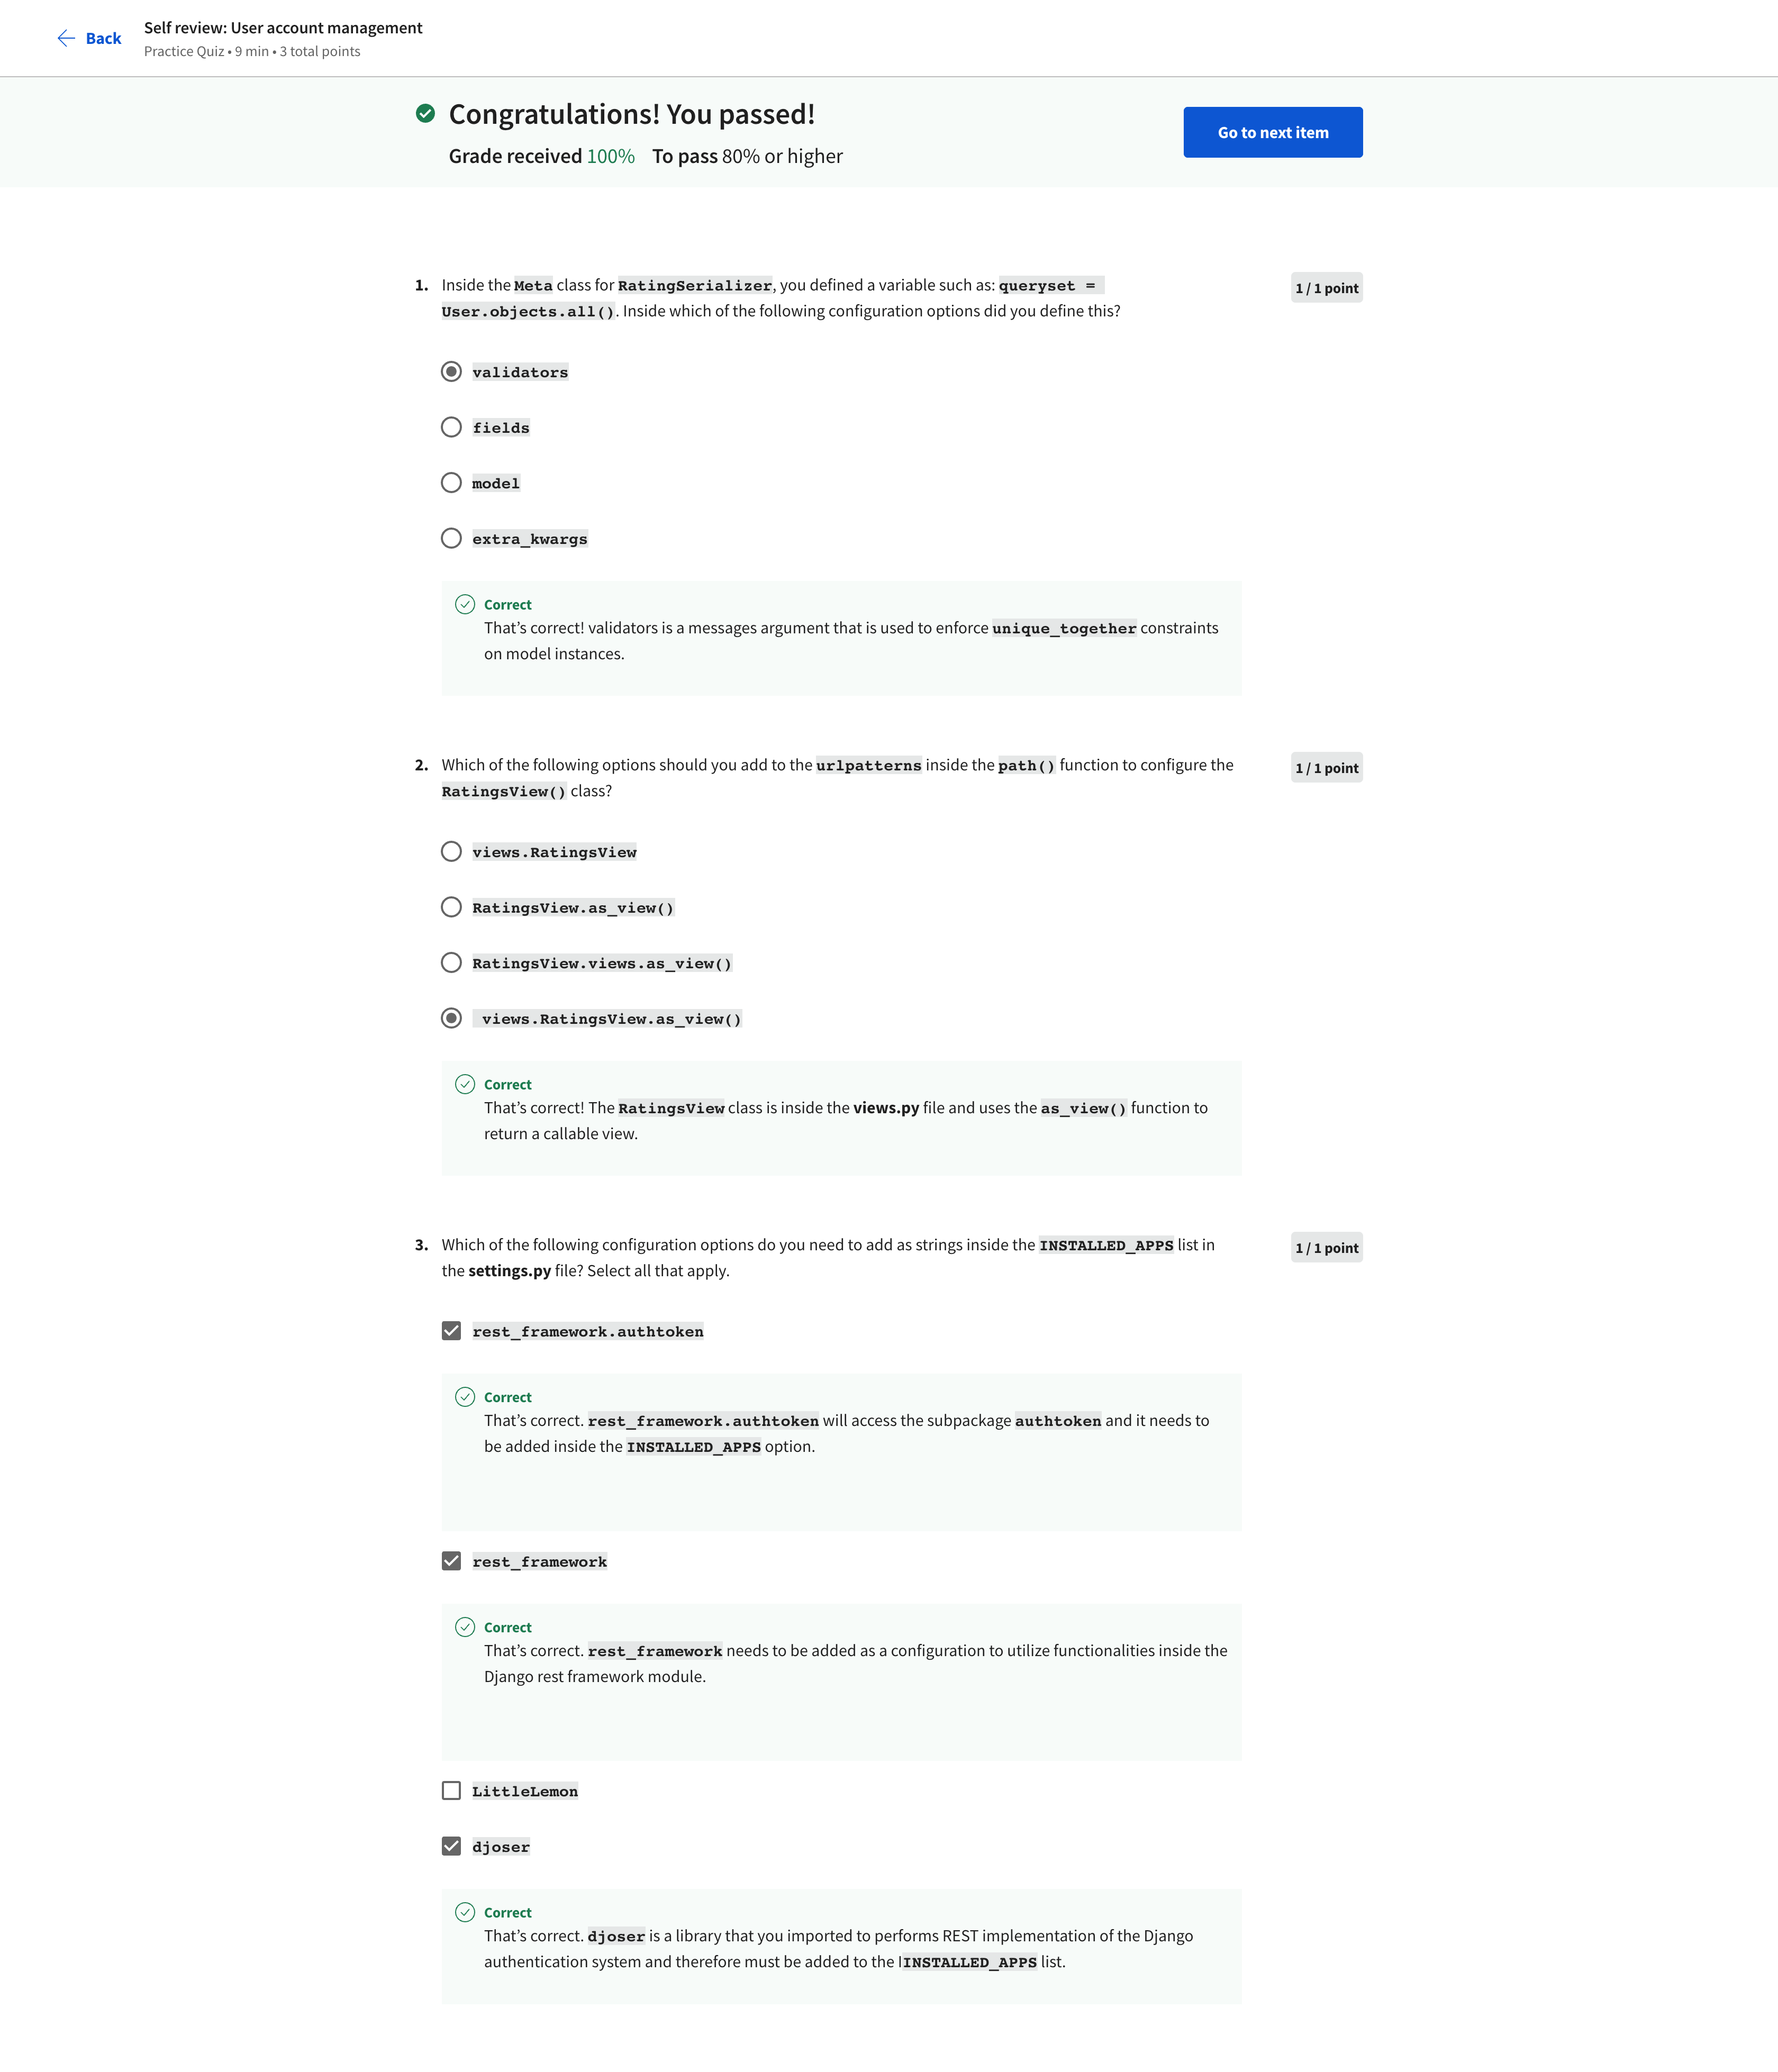 Back
Self review: User account management
Practice Quiz • 9 min • 3 total points
Congratulations! You passed!
Grade received 100% To pass 80% or higher
Go to next item
1. Inside the Meta class for RatingSerializer, you defined a variable such as: queryset =
User.objects.all(). Inside which of the following configuration options did you define this?
1 / 1 point
validators
fields
model
extra_kwargs
Correct
That’s correct! validators is a messages argument that is used to enforce unique_together constraints
on model instances.
2. Which of the following options should you add to the urlpatterns inside the path() function to configure the
RatingsView() class?
1 / 1 point
views.RatingsView
RatingsView.as_view()
RatingsView.views.as_view()
views.RatingsView.as_view()
Correct
That’s correct! The RatingsView class is inside the views.py file and uses the as_view() function to
return a callable view.
3. Which of the following configuration options do you need to add as strings inside the INSTALLED_APPS list in
the settings.py file? Select all that apply.
1 / 1 point
rest_framework.authtoken
Correct
That’s correct. rest_framework.authtoken will access the subpackage authtoken and it needs to
be added inside the INSTALLED_APPS option.
rest_framework
Correct
That’s correct. rest_framework needs to be added as a configuration to utilize functionalities inside the
Django rest framework module.
LittleLemon
djoser
Correct
That’s correct. djoser is a library that you imported to performs REST implementation of the Django
authentication system and therefore must be added to the IINSTALLED_APPS list.